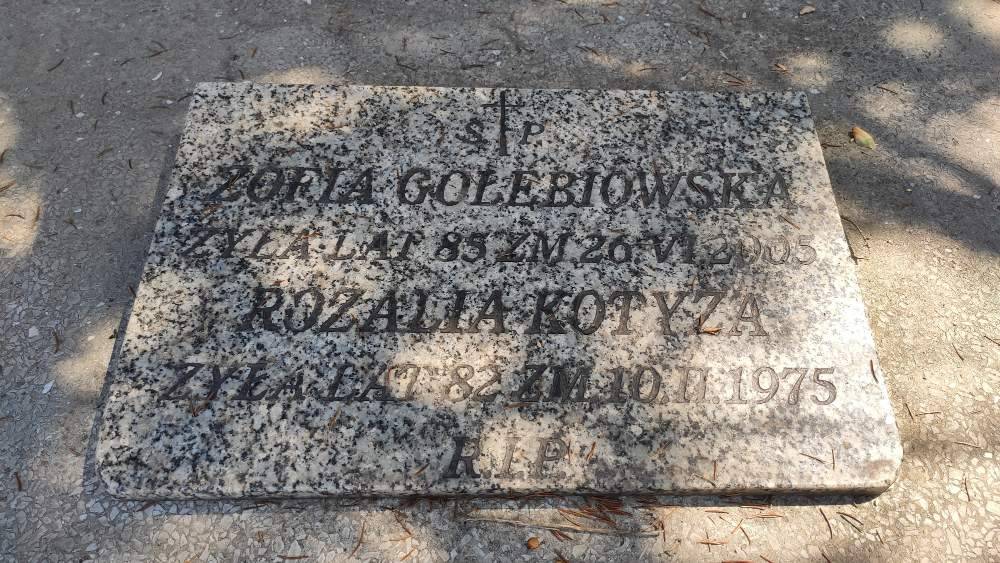 Ś P
ZOFIA GOŁĘBIOWSKA
ŻYŁA LAT 85 ZM. 26.VI.2005
ROZALIA KOTYZA
ŻYŁA LAT 82 ZM. 10.II.1975
R I P